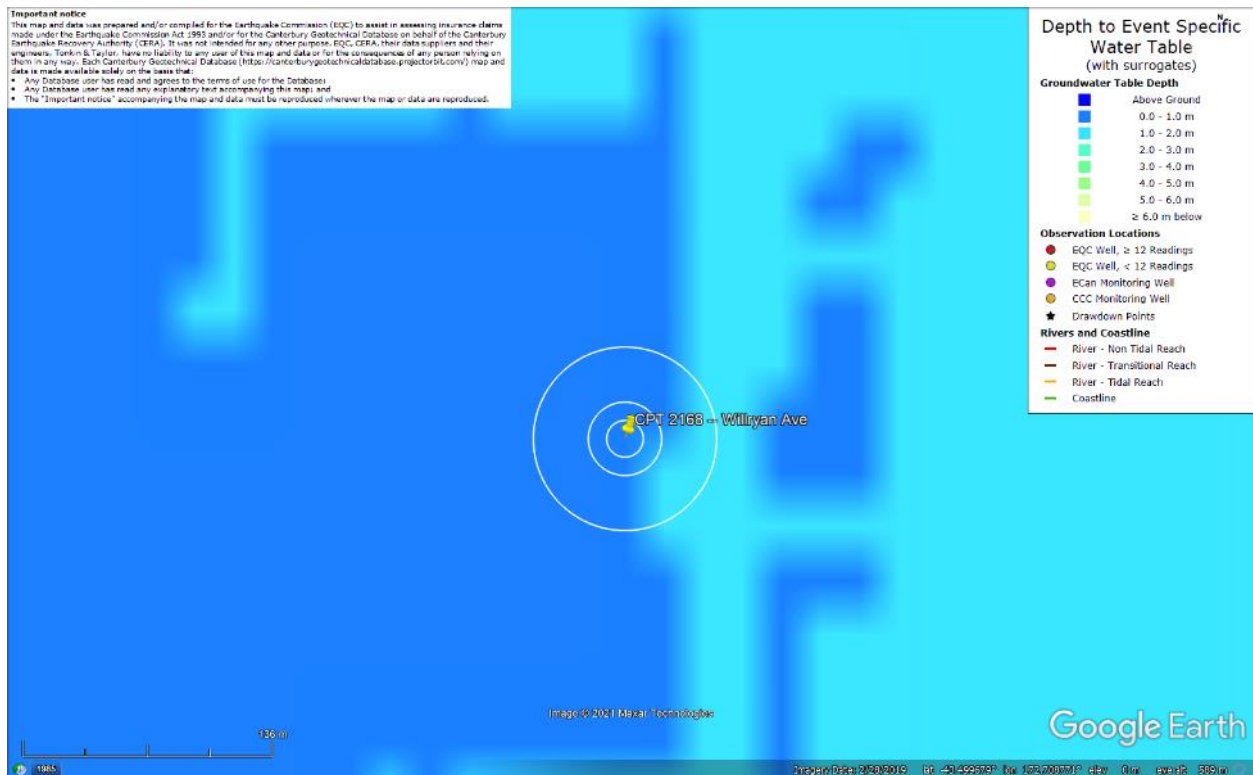 Important notice
This map and data was prepared and/or compiled for the Earthquake Commission (EQC) to assist in assessing insurance claims
made under the Earthquake Commission Act 1993 and/or for the Canterbury Geotechnical Database on behalf of the Canterbury
Earthquake Recovery Authority (CERA). It was not intended for any other purpose. EQC, CERA, their data suppliers and their
engineers, Tonkin & Taylor, have no liability to any user of this map and data or for the consequences of any person relying on
them in any way. Each Canterbury Geotechnical Database (https://canterburygeotechnicaldatabase.projectorbit.com/) map and
data is made available solely on the basis that:
• Any Database user has read and agrees to the terms of use for the Database;
• Any Database user has read any explanatory text accompanying this map; and
• The "Important notice" accompanying the map and data must be reproduced wherever the map or data are reproduced.
N
Depth to Event Specific
Water Table
(with surrogates)
Groundwater Table Depth
Above Ground
0.0 - 1.0 m
1.0 - 2.0 m
2.0 - 3.0 m
3.0 - 4.0 m
4.0 - 5.0 m
5.0 - 6.0 m
≥ 6.0 m below
Observation Locations
EQC Well, ≥ 12 Readings
EQC Well, < 12 Readings
ECan Monitoring Well
CCC Monitoring Well
Drawdown Points
Rivers and Coastline
River - Non Tidal Reach
River - Transitional Reach
River - Tidal Reach
Coastline
CPT 2168 -- Willryan Ave
Image © 2021 Maxar Technologies
136 m
Google Earth
1985
Imagery Date: 2/28/2019 lat lon elev 0 m eye alt 589 m